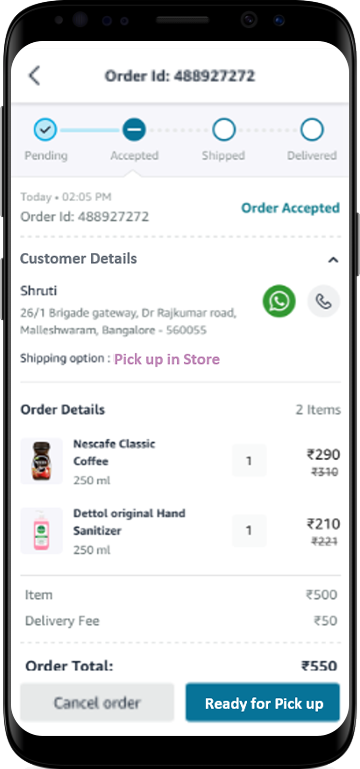 Order Id: 488927272
Pending Accepted Shipped Delivered
Today • 02:05 PM
Order Id: 488927272
Order Accepted
Customer Details
Shruti
26/1 Brigade gateway, Dr Rajkumar road,
Malleshwaram, Bangalore - 560055
Shipping option : Pick up in Store
Order Details 2 Items
Nescafe Classic
Coffee
250 ml
1
₹290
₹310
Dettol original Hand
Sanitizer
250 ml
1
₹210
₹221
Item ₹500
Delivery Fee ₹50
Order Total: ₹550
Cancel order Ready for Pick up